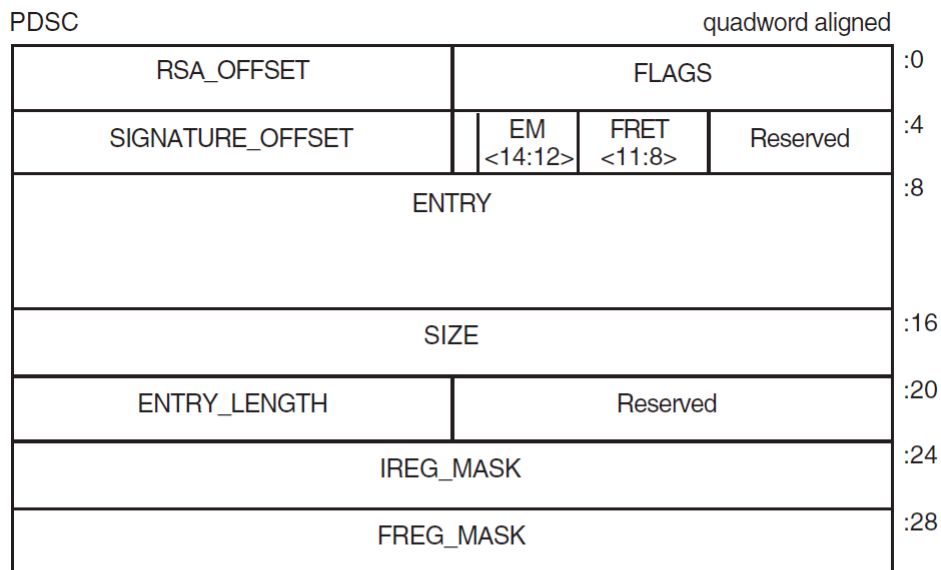 PDSC quadword aligned
RSA_OFFSET FLAGS :0
SIGNATURE_OFFSET EM <14:12> FRET <11:8> Reserved :4
ENTRY :8
SIZE :16
ENTRY_LENGTH Reserved :20
IREG_MASK :24
FREG_MASK :28